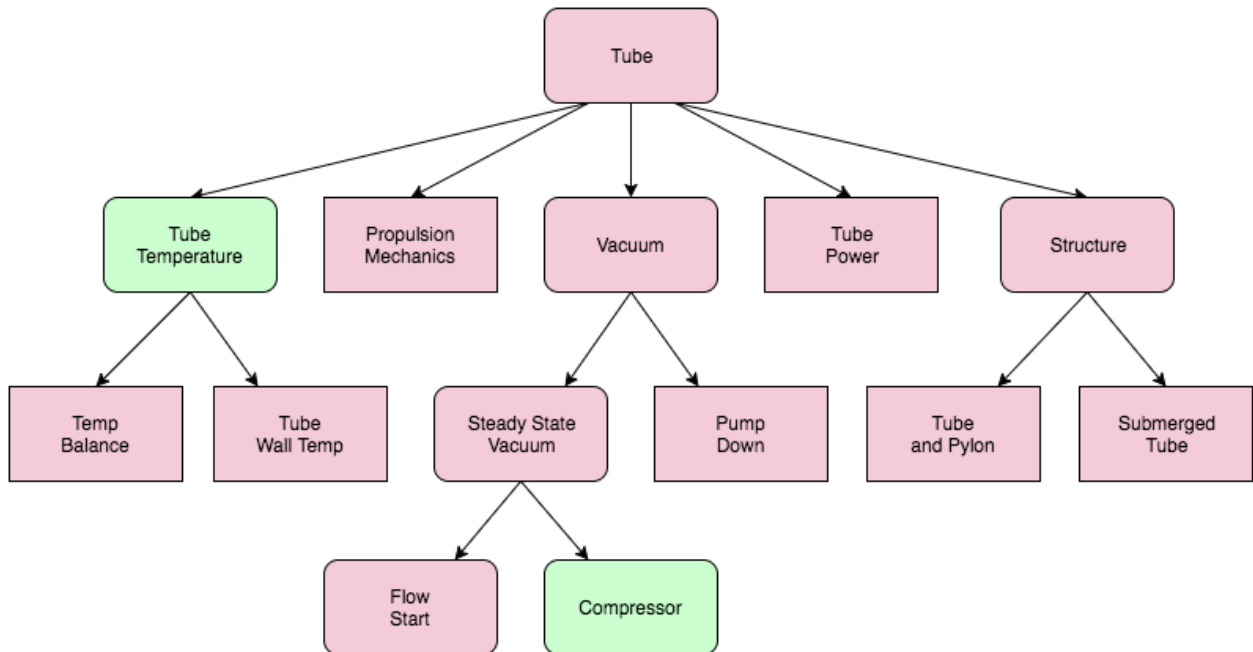 Tube
Tube
Temperature
Propulsion
Mechanics
Vacuum
Tube
Power
Structure
Temp
Balance
Tube
Wall Temp
Steady State
Vacuum
Pump
Down
Tube
and Pylon
Submerged
Tube
Flow
Start
Compressor